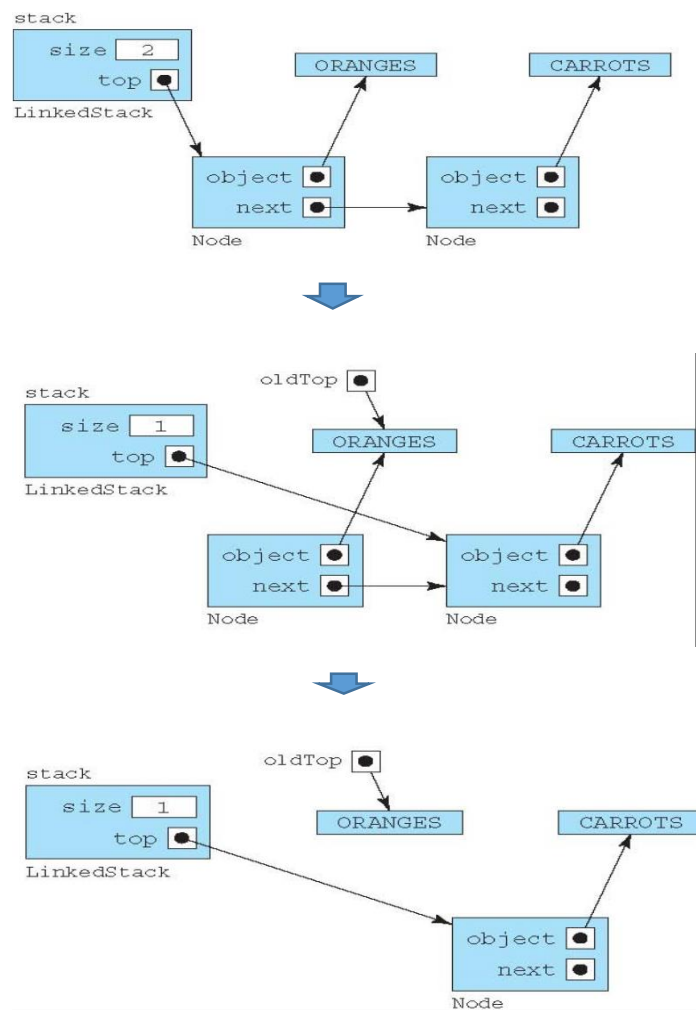 stack
size 2
ORANGES CARROTS
top
LinkedStack
object object
next next
Node Node
oldTop
stack
size 1
ORANGES CARROTS
top
LinkedStack
object object
next next
Node Node
oldTop
stack
size 1
ORANGES CARROTS
top
LinkedStack
object
next
Node